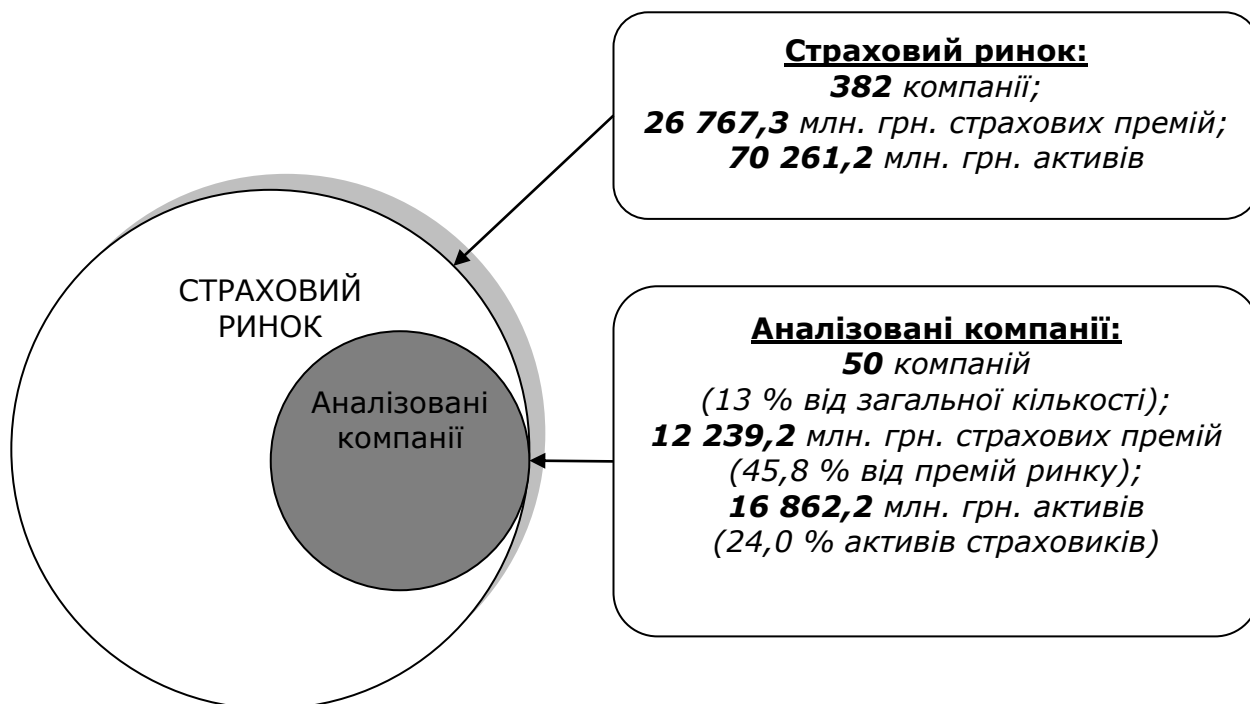 Страховий ринок:
382 компанії;
26 767,3 млн. грн. страхових премій;
70 261,2 млн. грн. активів
СТРАХОВИЙ
РИНОК
Аналізовані
компанії
Аналізовані компанії:
50 компаній
(13 % від загальної кількості);
12 239,2 млн. грн. страхових премій
(45,8 % від премій ринку);
16 862,2 млн. грн. активів
(24,0 % активів страховиків)